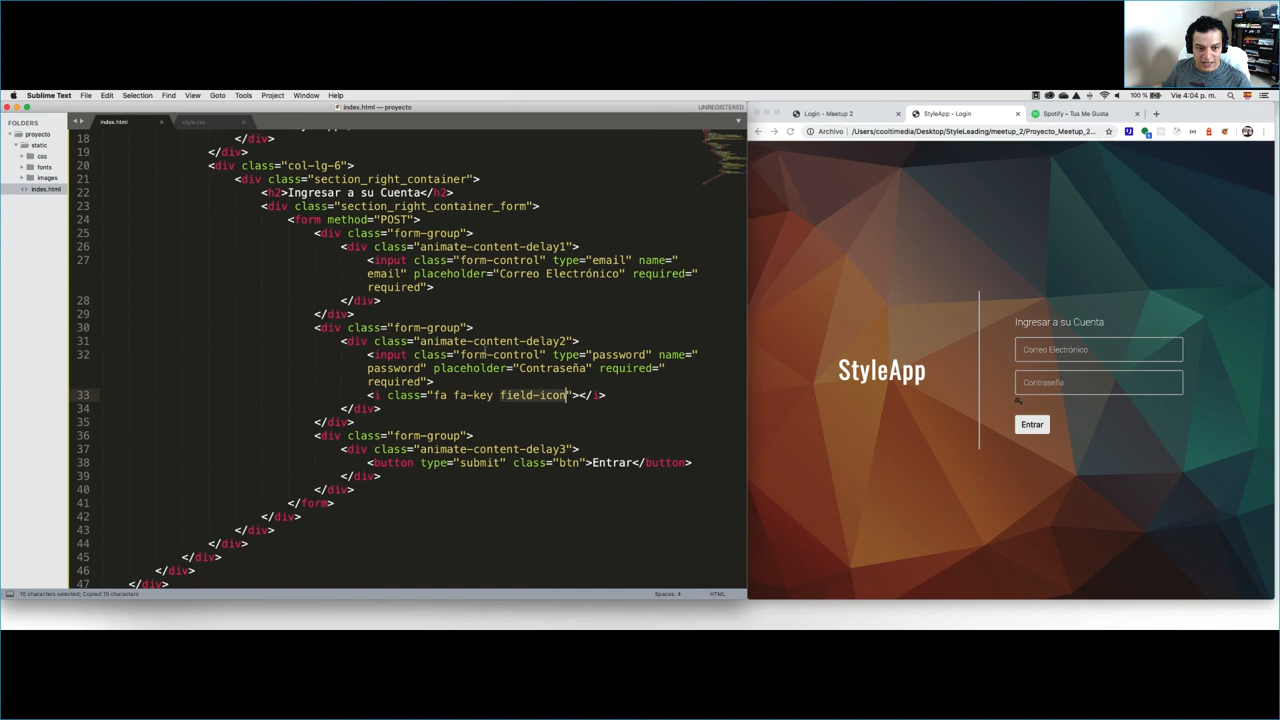 Sublime Text File Edit Selection Find View Goto Tools Project Window Help
100 % Vie 4:04 p. m.
index.html — proyecto
UNREGISTERED
FOLDERS
proyecto
static
css
fonts
images
index.html
index.html
style.css
18 </div>
19 </div>
20 <div class="col-lg-6">
21 <div class="section_right_container">
22 <h2>Ingresar a su Cuenta</h2>
23 <div class="section_right_container_form">
24 <form method="POST">
25 <div class="form-group">
26 <div class="animate-content-delay1">
27 <input class="form-control" type="email" name="
email" placeholder="Correo Electrónico" required="
required">
28 </div>
29 </div>
30 <div class="form-group">
31 <div class="animate-content-delay2">
32 <input class="form-control" type="password" name="
password" placeholder="Contraseña" required="
required">
33 <i class="fa fa-key field-icon"></i>
34 </div>
35 </div>
36 <div class="form-group">
37 <div class="animate-content-delay3">
38 <button type="submit" class="btn">Entrar</button>
39 </div>
40 </div>
41 </form>
42 </div>
43 </div>
44 </div>
45 </div>
46 </div>
47 </div>
10 characters selected; Copied 10 characters
Spaces: 4
HTML
Login - Meetup 2
StyleApp - Login
Spotify – Tus Me Gusta
Archivo /Users/cooltimedia/Desktop/StyleLeading/meetup_2/Proyecto_Meetup_2...
StyleApp
Ingresar a su Cuenta
Correo Electrónico
Contraseña
Entrar